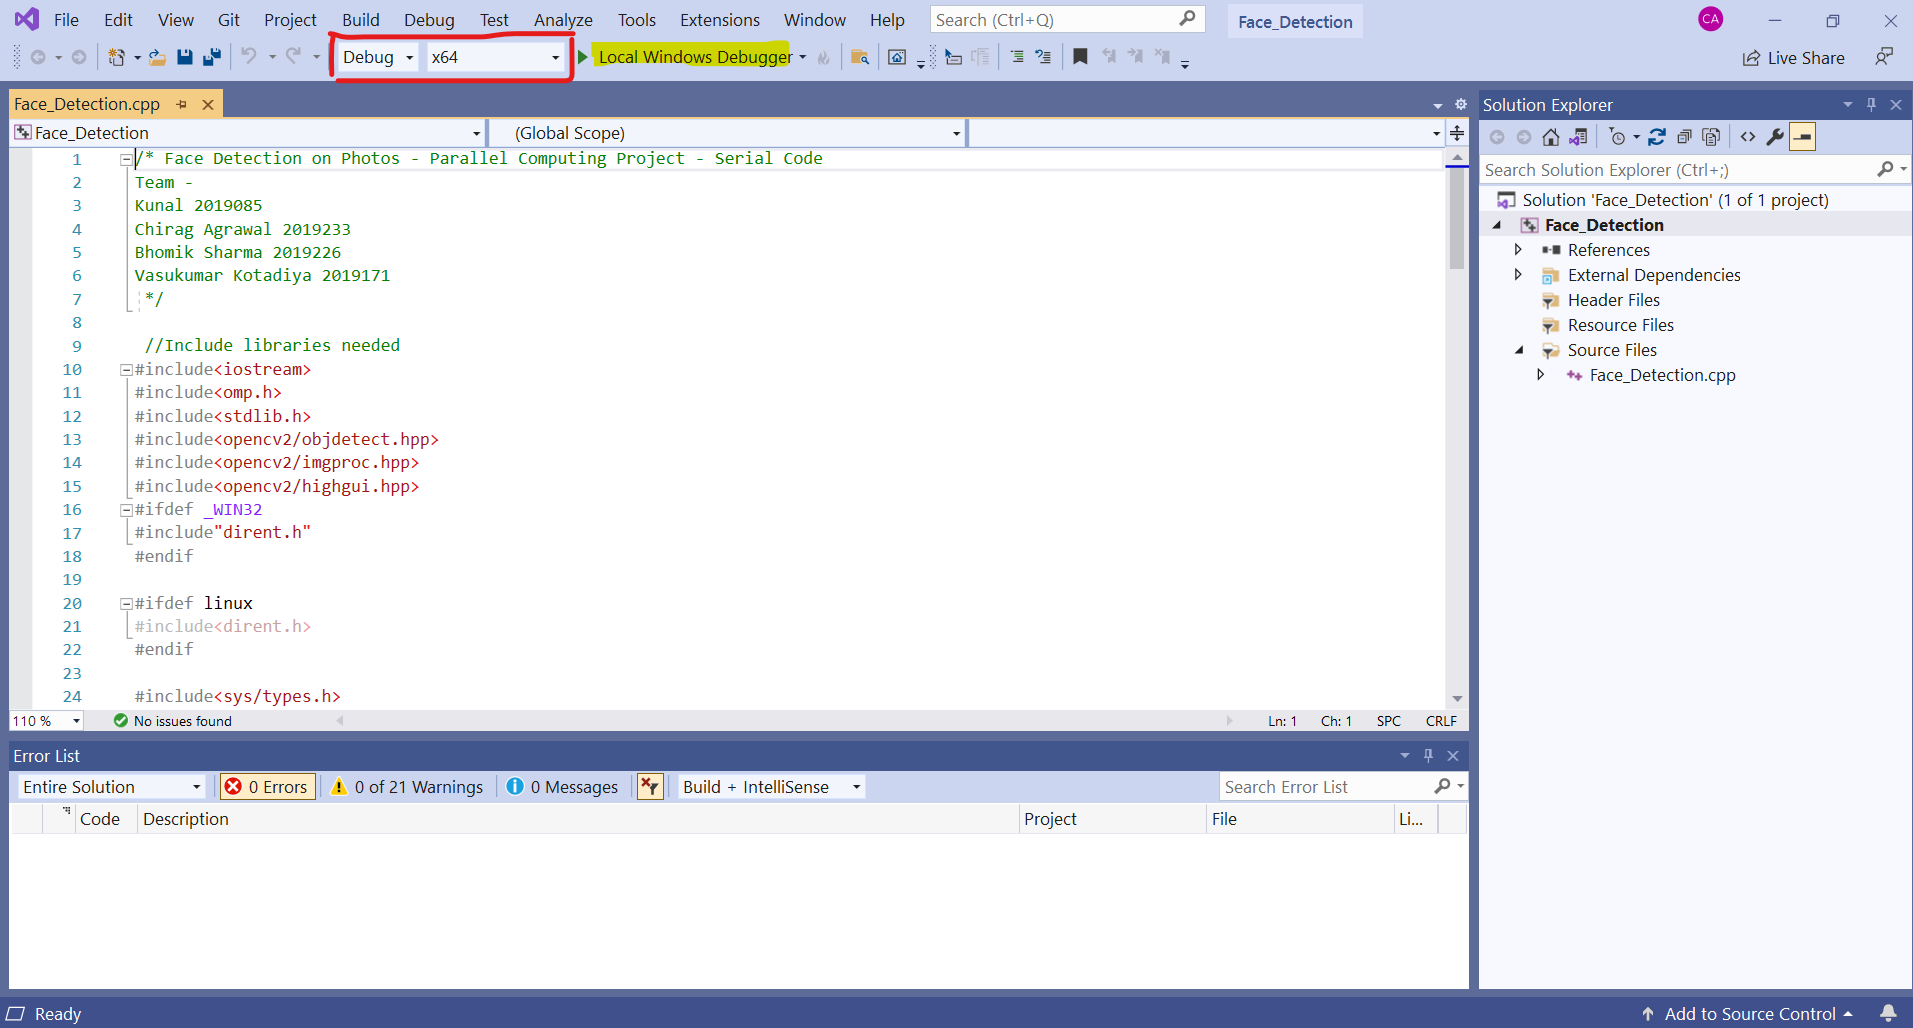 File Edit View Git Project Build Debug Test Analyze Tools Extensions Window Help Search (Ctrl+Q) Face_Detection CA
Debug x64 Local Windows Debugger Live Share
Face_Detection.cpp
Face_Detection (Global Scope)
1 /* Face Detection on Photos - Parallel Computing Project - Serial Code
2 Team -
3 Kunal 2019085
4 Chirag Agrawal 2019233
5 Bhomik Sharma 2019226
6 Vasukumar Kotadiya 2019171
7 */
8
9 //Include libraries needed
10 #include<iostream>
11 #include<omp.h>
12 #include<stdlib.h>
13 #include<opencv2/objdetect.hpp>
14 #include<opencv2/imgproc.hpp>
15 #include<opencv2/highgui.hpp>
16 #ifdef _WIN32
17 #include"dirent.h"
18 #endif
19
20 #ifdef linux
21 #include<dirent.h>
22 #endif
23
24 #include<sys/types.h>
110 % No issues found Ln: 1 Ch: 1 SPC CRLF
Error List
Entire Solution 0 Errors 0 of 21 Warnings 0 Messages Build + IntelliSense Search Error List
Code Description Project File Li...
Solution Explorer
Search Solution Explorer (Ctrl+;)
Solution 'Face_Detection' (1 of 1 project)
Face_Detection
References
External Dependencies
Header Files
Resource Files
Source Files
Face_Detection.cpp
Ready Add to Source Control